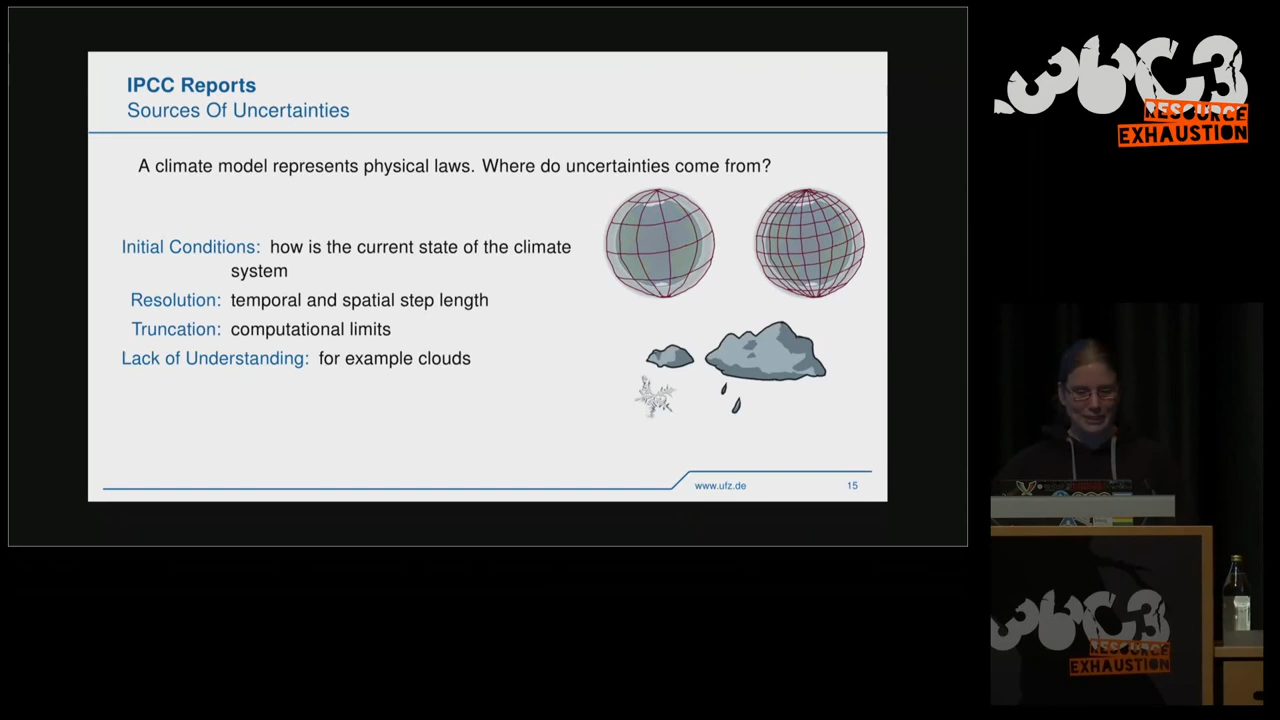 IPCC Reports
Sources Of Uncertainties
A climate model represents physical laws. Where do uncertainties come from?
Initial Conditions: how is the current state of the climate
system
Resolution: temporal and spatial step length
Truncation: computational limits
Lack of Understanding: for example clouds
www.ufz.de 15
36C3
RESOURCE
EXHAUSTION
36C3
RESOURCE
EXHAUSTION